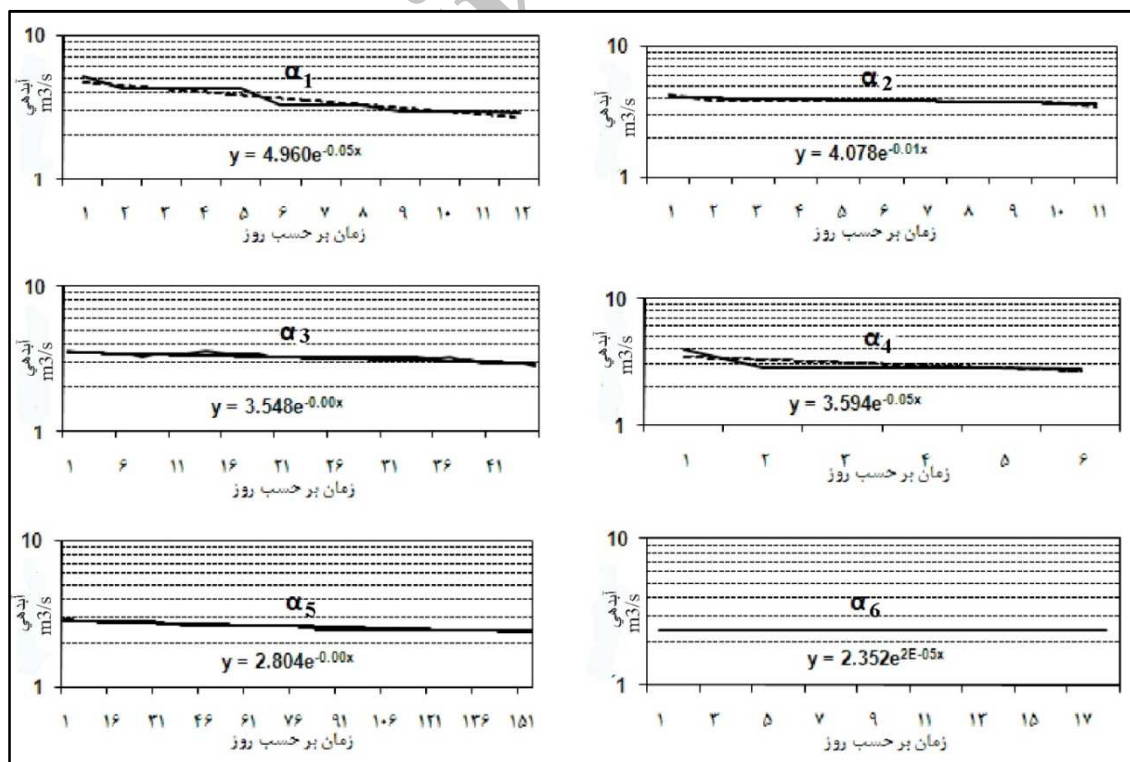 10
آبدهي
m3/s
α1
y = 4.960e-0.05x
1
۱ ۲ ۳ ۴ ۵ ۶ ۷ ۸ ۹ ۱۰ ۱۱ ۱۲
زمان بر حسب روز
10
آبدهي
m3/s
α2
y = 4.078e-0.01x
1
۱ ۲ ۳ ۴ ۵ ۶ ۷ ۸ ۹ ۱۰ ۱۱
زمان بر حسب روز
10
آبدهي
m3/s
α3
y = 3.548e-0.00x
1
۱ ۶ ۱۱ ۱۶ ۲۱ ۲۶ ۳۱ ۳۶ ۴۱
زمان بر حسب روز
10
آبدهي
m3/s
α4
y = 3.594e-0.05x
1
۱ ۲ ۳ ۴ ۵ ۶
زمان بر حسب روز
10
آبدهي
m3/s
α5
y = 2.804e-0.00x
1
۱ ۱۶ ۳۱ ۴۶ ۶۱ ۷۶ ۹۱ ۱۰۶ ۱۲۱ ۱۳۶ ۱۵۱
زمان بر حسب روز
10
آبدهي
m3/s
α6
y = 2.352e2E-05x
1
۱ ۳ ۵ ۷ ۹ ۱۱ ۱۳ ۱۵ ۱۷
زمان بر حسب روز